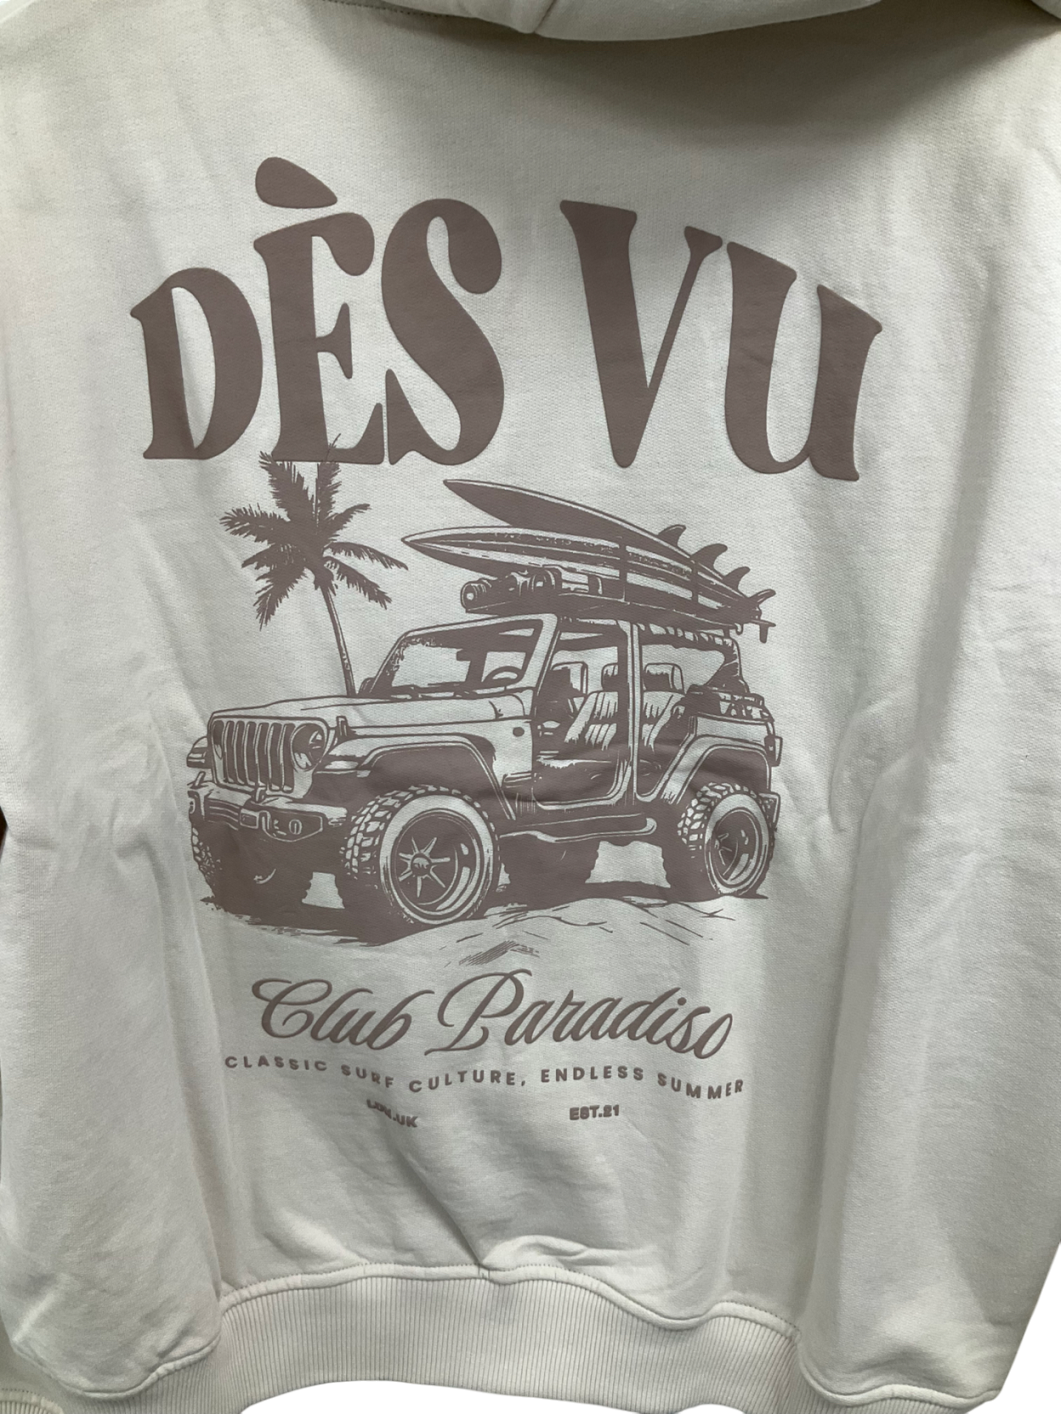 DÈS VU
Club Paradiso
CLASSIC SURF CULTURE, ENDLESS SUMMER
LDN.UK EST.21